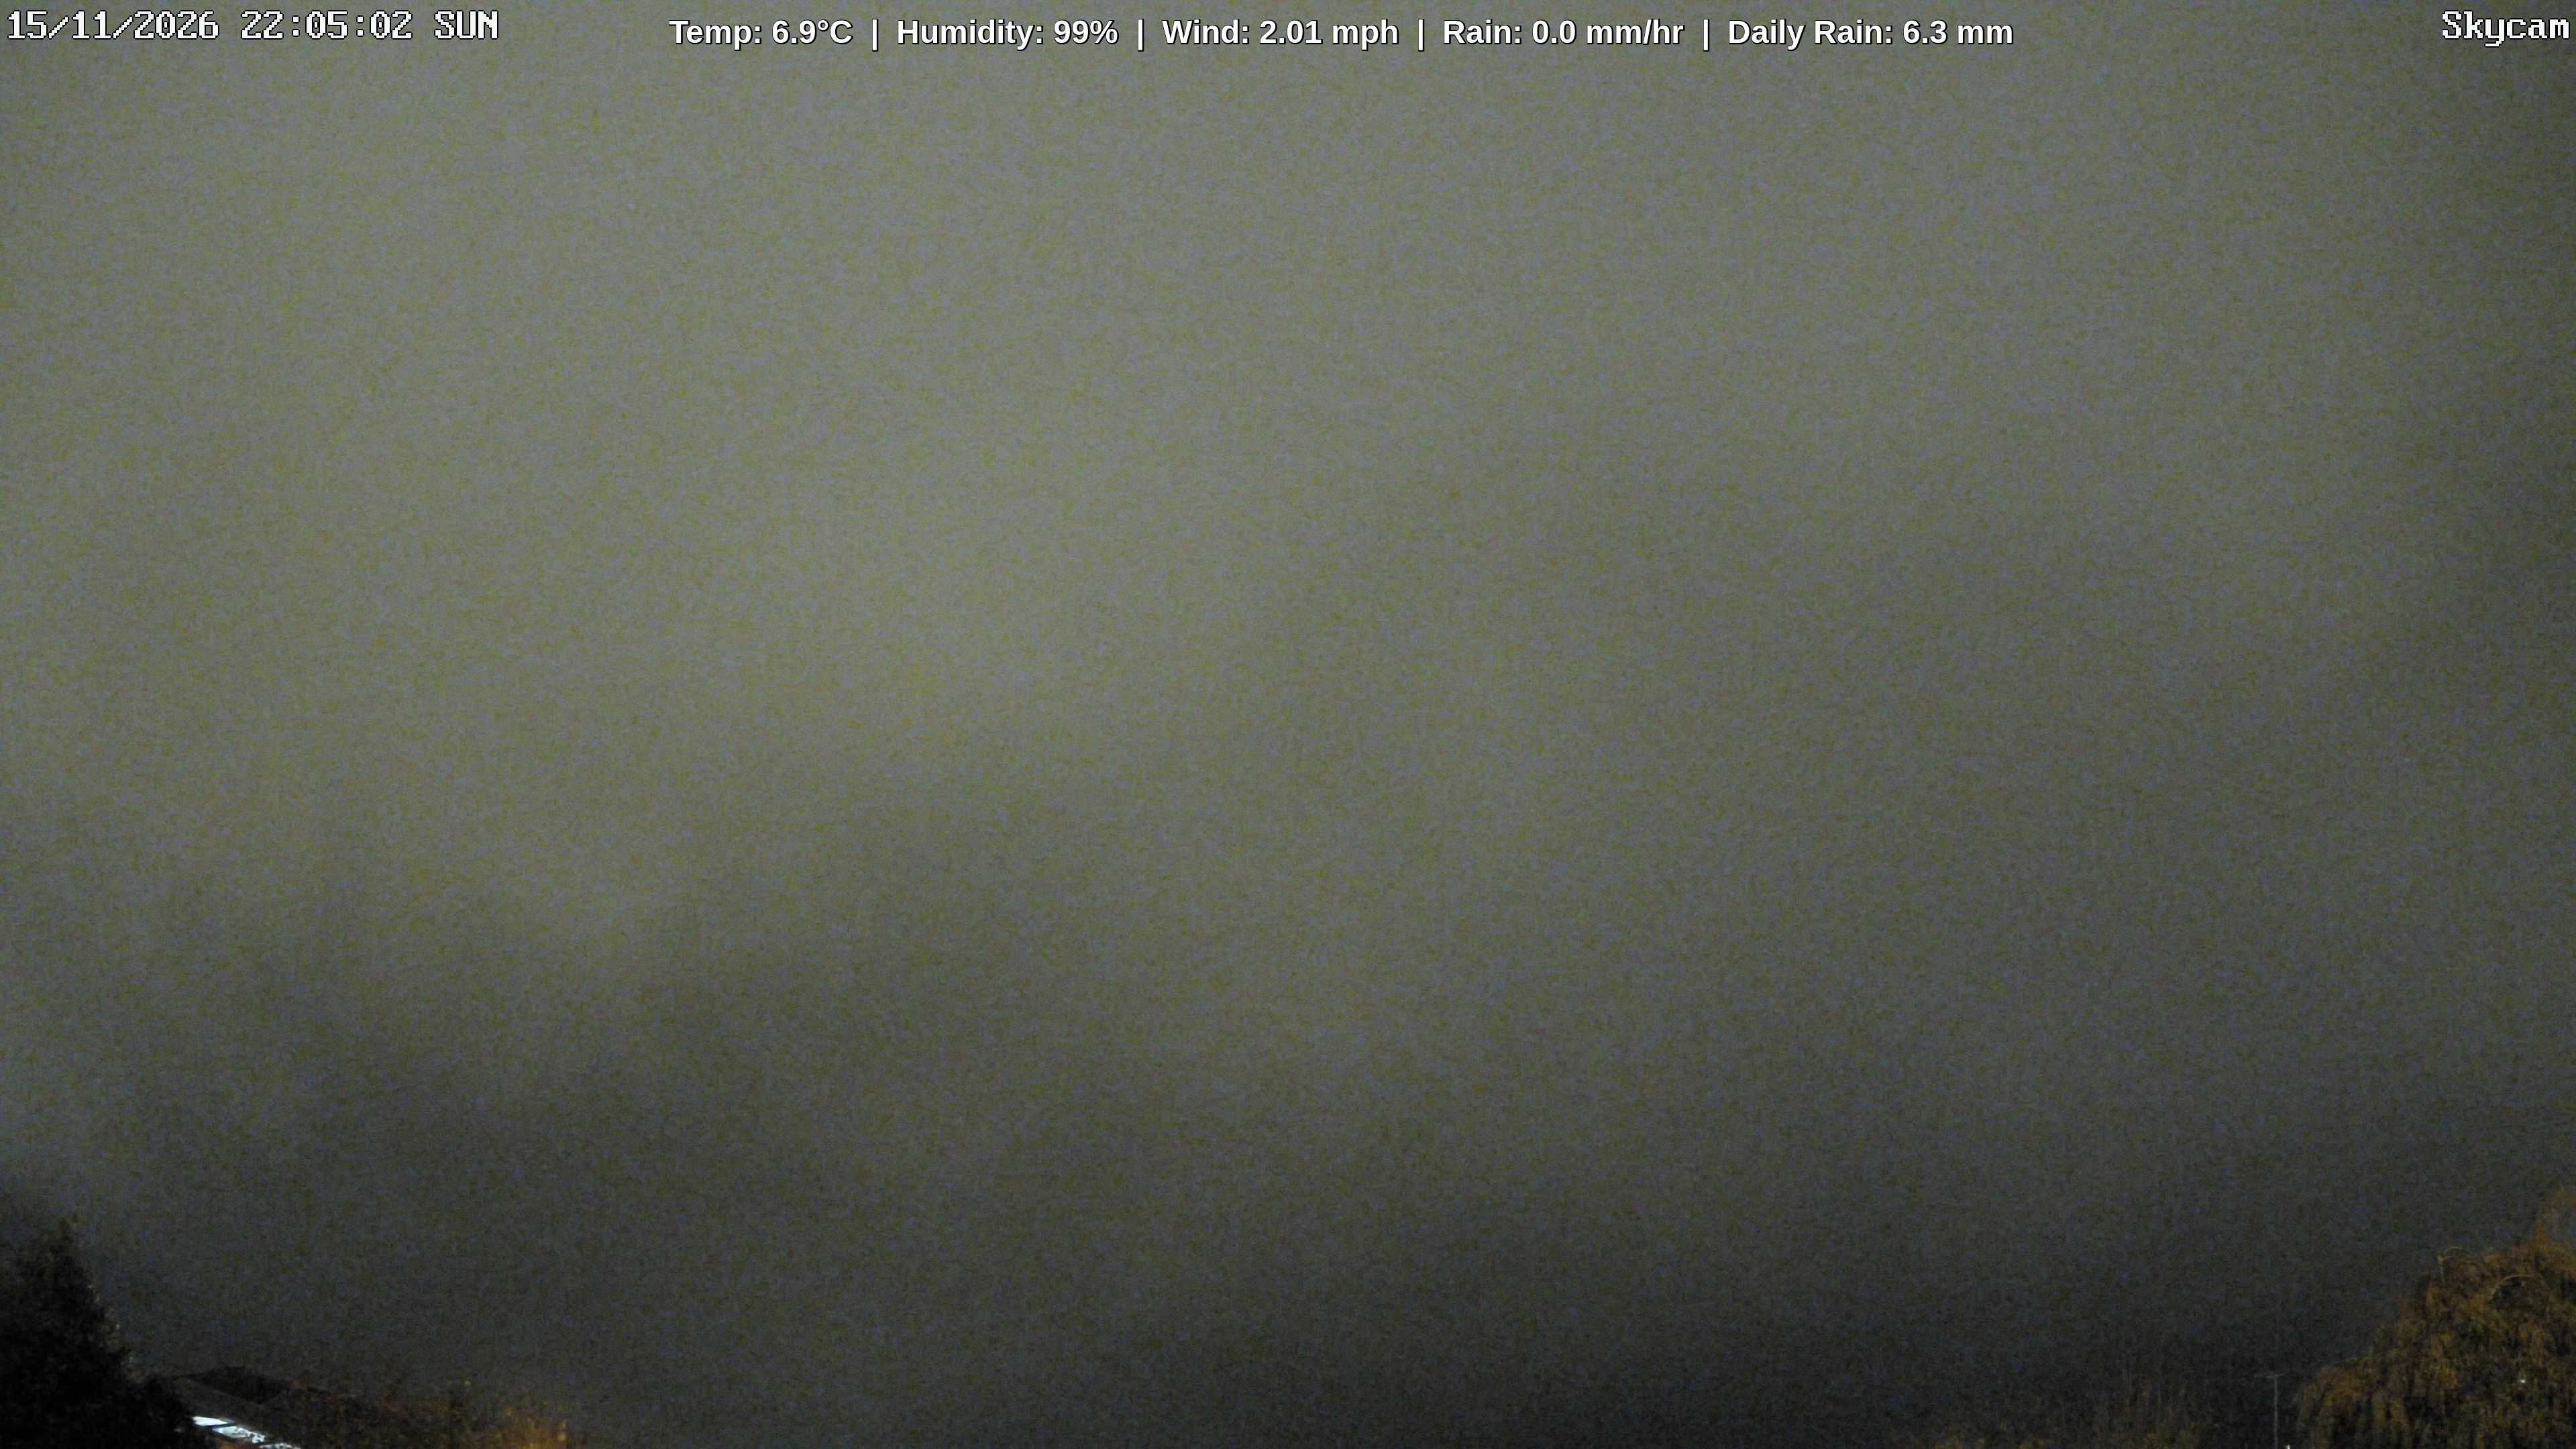 15/11/2026 22:05:02 SUN
Temp: 6.9°C | Humidity: 99% | Wind: 2.01 mph | Rain: 0.0 mm/hr | Daily Rain: 6.3 mm
Skycam